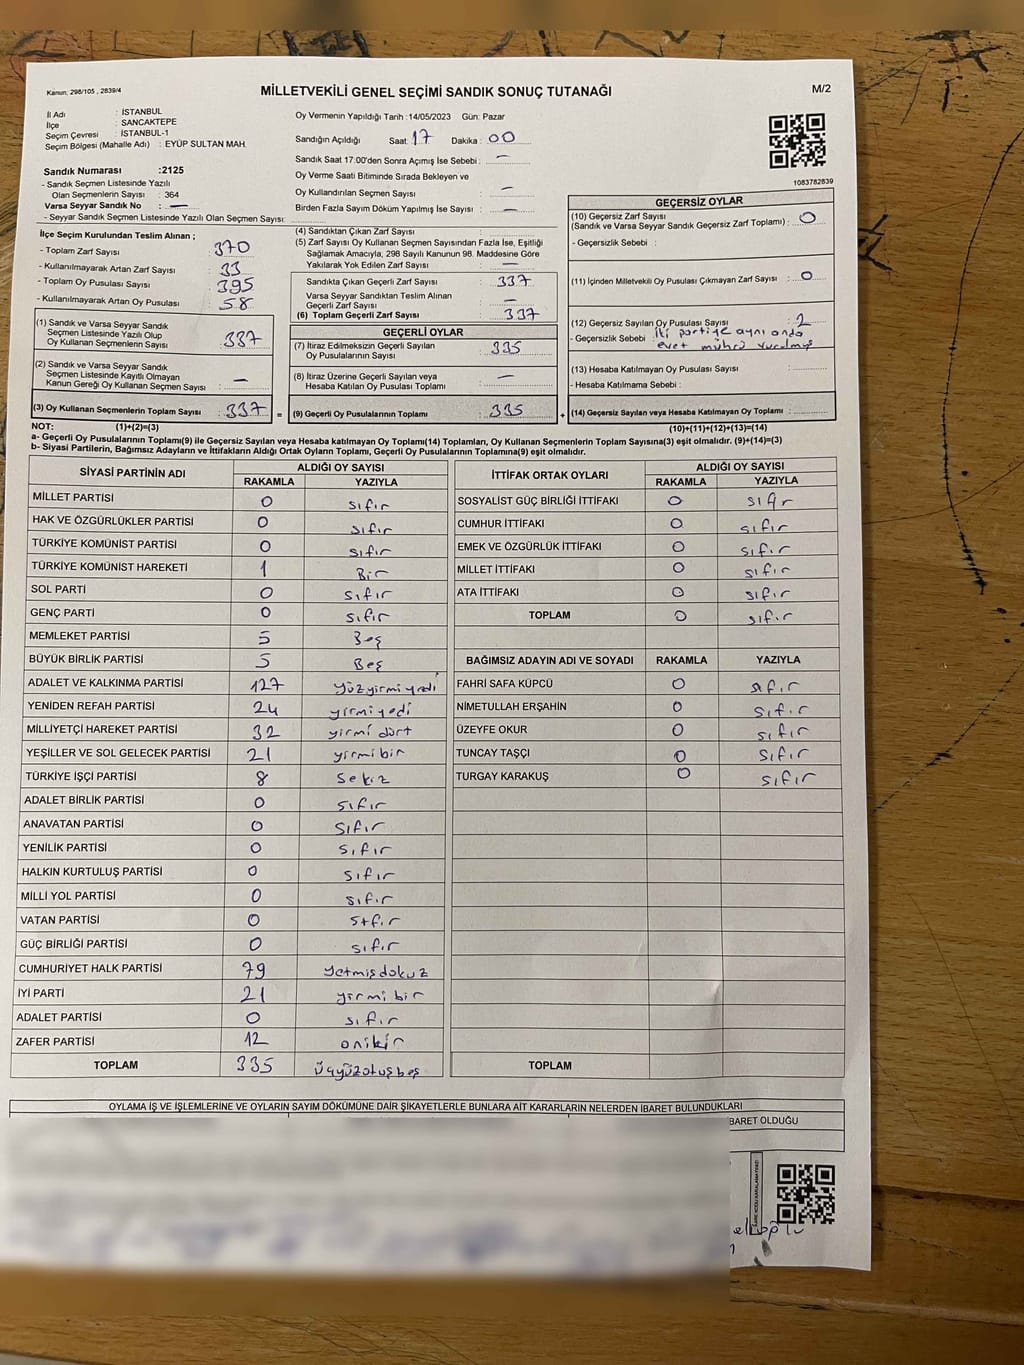 Kanun: 298/105 , 2839/4
MİLLETVEKİLİ GENEL SEÇİMİ SANDIK SONUÇ TUTANAĞI
M/2
İl Adı : İSTANBUL
İlçe : SANCAKTEPE
Seçim Çevresi : İSTANBUL-1
Seçim Bölgesi (Mahalle Adı) : EYÜP SULTAN MAH.
Sandık Numarası :2125
- Sandık Seçmen Listesinde Yazılı
Olan Seçmenlerin Sayısı : 364
Varsa Seyyar Sandık No : —
- Seyyar Sandık Seçmen Listesinde Yazılı Olan Seçmen Sayısı:
Oy Vermenin Yapıldığı Tarih :14/05/2023 Gün: Pazar
Sandığın Açıldığı Saat: 17 Dakika : 00
Sandık Saat 17:00'den Sonra Açımış İse Sebebi : —
Oy Verme Saati Bitiminde Sırada Bekleyen ve
Oy Kullandırılan Seçmen Sayısı : —
Birden Fazla Sayım Döküm Yapılmış İse Sayısı : —
1083782839
İlçe Seçim Kurulundan Teslim Alınan ;
- Toplam Zarf Sayısı : 370
- Kullanılmayarak Artan Zarf Sayısı : 33
- Toplam Oy Pusulası Sayısı : 395
- Kullanılmayarak Artan Oy Pusulası : 58
(1) Sandık ve Varsa Seyyar Sandık
Seçmen Listesinde Yazılı Olup
Oy Kullanan Seçmenlerin Sayısı : 337
(2) Sandık ve Varsa Seyyar Sandık
Seçmen Listesinde Kayıtlı Olmayan
Kanun Gereği Oy Kullanan Seçmen Sayısı : —
(3) Oy Kullanan Seçmenlerin Toplam Sayısı : 337 =
(4) Sandıktan Çıkan Zarf Sayısı :
(5) Zarf Sayısı Oy Kullanan Seçmen Sayısından Fazla İse, Eşitliği
Sağlamak Amacıyla, 298 Sayılı Kanunun 98. Maddesine Göre
Yakılarak Yok Edilen Zarf Sayısı : —
Sandıkta Çıkan Geçerli Zarf Sayısı : 337
Varsa Seyyar Sandıktan Teslim Alınan
Geçerli Zarf Sayısı : —
(6) Toplam Geçerli Zarf Sayısı : 337
GEÇERLİ OYLAR
(7) İtiraz Edilmeksizin Geçerli Sayılan
Oy Pusulalarının Sayısı : 335
(8) İtiraz Üzerine Geçerli Sayılan veya
Hesaba Katılan Oy Pusulası Toplamı : —
(9) Geçerli Oy Pusulalarının Toplamı : 335 +
GEÇERSİZ OYLAR
(10) Geçersiz Zarf Sayısı
(Sandık ve Varsa Seyyar Sandık Geçersiz Zarf Toplamı) : 0
- Geçersizlik Sebebi :
(11) İçinden Milletvekili Oy Pusulası Çıkmayan Zarf Sayısı : 0
(12) Geçersiz Sayılan Oy Pusulası Sayısı : 2
- Geçersizlik Sebebi : İki partiye aynı anda
evet mührü vurulmuş
(13) Hesaba Katılmayan Oy Pusulası Sayısı :
- Hesaba Katılmama Sebebi :
(14) Geçersiz Sayılan veya Hesaba Katılmayan Oy Toplamı :
NOT: (1)+(2)=(3) (10)+(11)+(12)+(13)=(14)
a- Geçerli Oy Pusulalarının Toplamı(9) ile Geçersiz Sayılan veya Hesaba katılmayan Oy Toplamı(14) Toplamları, Oy Kullanan Seçmenlerin Toplam Sayısına(3) eşit olmalıdır. (9)+(14)=(3)
b- Siyasi Partilerin, Bağımsız Adayların ve İttifakların Aldığı Ortak Oyların Toplamı, Geçerli Oy Pusulalarının Toplamına(9) eşit olmalıdır.
SİYASİ PARTİNİN ADI ALDIĞI OY SAYISI
RAKAMLA YAZIYLA
MİLLET PARTİSİ 0 sıfır
HAK VE ÖZGÜRLÜKLER PARTİSİ 0 sıfır
TÜRKİYE KOMÜNİST PARTİSİ 0 sıfır
TÜRKİYE KOMÜNİST HAREKETİ 1 Bir
SOL PARTİ 0 sıfır
GENÇ PARTİ 0 sıfır
MEMLEKET PARTİSİ 5 Beş
BÜYÜK BİRLİK PARTİSİ 5 Beş
ADALET VE KALKINMA PARTİSİ 127 Yüzyirmi yedi
YENİDEN REFAH PARTİSİ 24 yirmi yedi
MİLLİYETÇİ HAREKET PARTİSİ 32 yirmi dört
YEŞİLLER VE SOL GELECEK PARTİSİ 21 yirmi bir
TÜRKİYE İŞÇİ PARTİSİ 8 Sekiz
ADALET BİRLİK PARTİSİ 0 sıfır
ANAVATAN PARTİSİ 0 sıfır
YENİLİK PARTİSİ 0 sıfır
HALKIN KURTULUŞ PARTİSİ 0 sıfır
MİLLİ YOL PARTİSİ 0 sıfır
VATAN PARTİSİ 0 sıfır
GÜÇ BİRLİĞİ PARTİSİ 0 sıfır
CUMHURİYET HALK PARTİSİ 79 Yetmiş dokuz
İYİ PARTİ 21 yirmi bir
ADALET PARTİSİ 0 sıfır
ZAFER PARTİSİ 12
TOPLAM 335
İTTİFAK ORTAK OYLARI ALDIĞI OY SAYISI
RAKAMLA YAZIYLA
SOSYALİST GÜÇ BİRLİĞİ İTTİFAKI 0 sıfır
CUMHUR İTTİFAKI 0 sıfır
EMEK VE ÖZGÜRLÜK İTTİFAKI 0 sıfır
MİLLET İTTİFAKI 0 sıfır
ATA İTTİFAKI 0 sıfır
TOPLAM 0 sıfır
BAĞIMSIZ ADAYIN ADI VE SOYADI RAKAMLA YAZIYLA
FAHRİ SAFA KÜPCÜ 0 sıfır
NİMETULLAH ERŞAHİN 0 sıfır
ÜZEYFE OKUR 0 sıfır
TUNCAY TAŞÇI 0 sıfır
TURGAY KARAKUŞ 0 sıfır
TOPLAM
OYLAMA İŞ VE İŞLEMLERİNE VE OYLARIN SAYIM DÖKÜMÜNE DAİR ŞİKAYETLERLE BUNLARA AİT KARARLARIN NELERDEN İBARET BULUNDUKLARI
BARET OLDUĞU